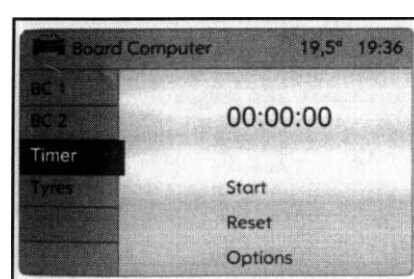 Board Computer 19,5° 19:36
BC 1
BC 2
00:00:00
Timer
Tyres
Start
Reset
Options